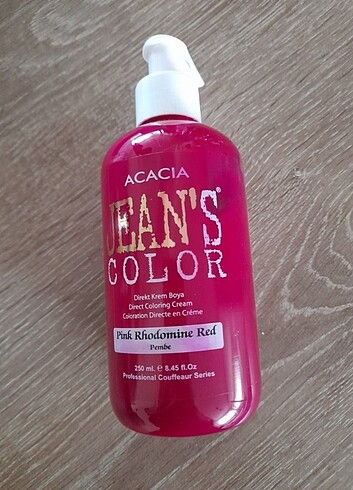 ACACIA
JEAN'S
COLOR
Direkt Krem Boya
Direct Coloring Cream
Coloration Directe en Crême
Pink Rhodomine Red
Pembe
250 ml. ℮ 8.45 fl.Oz
Professional Couffeaur Series